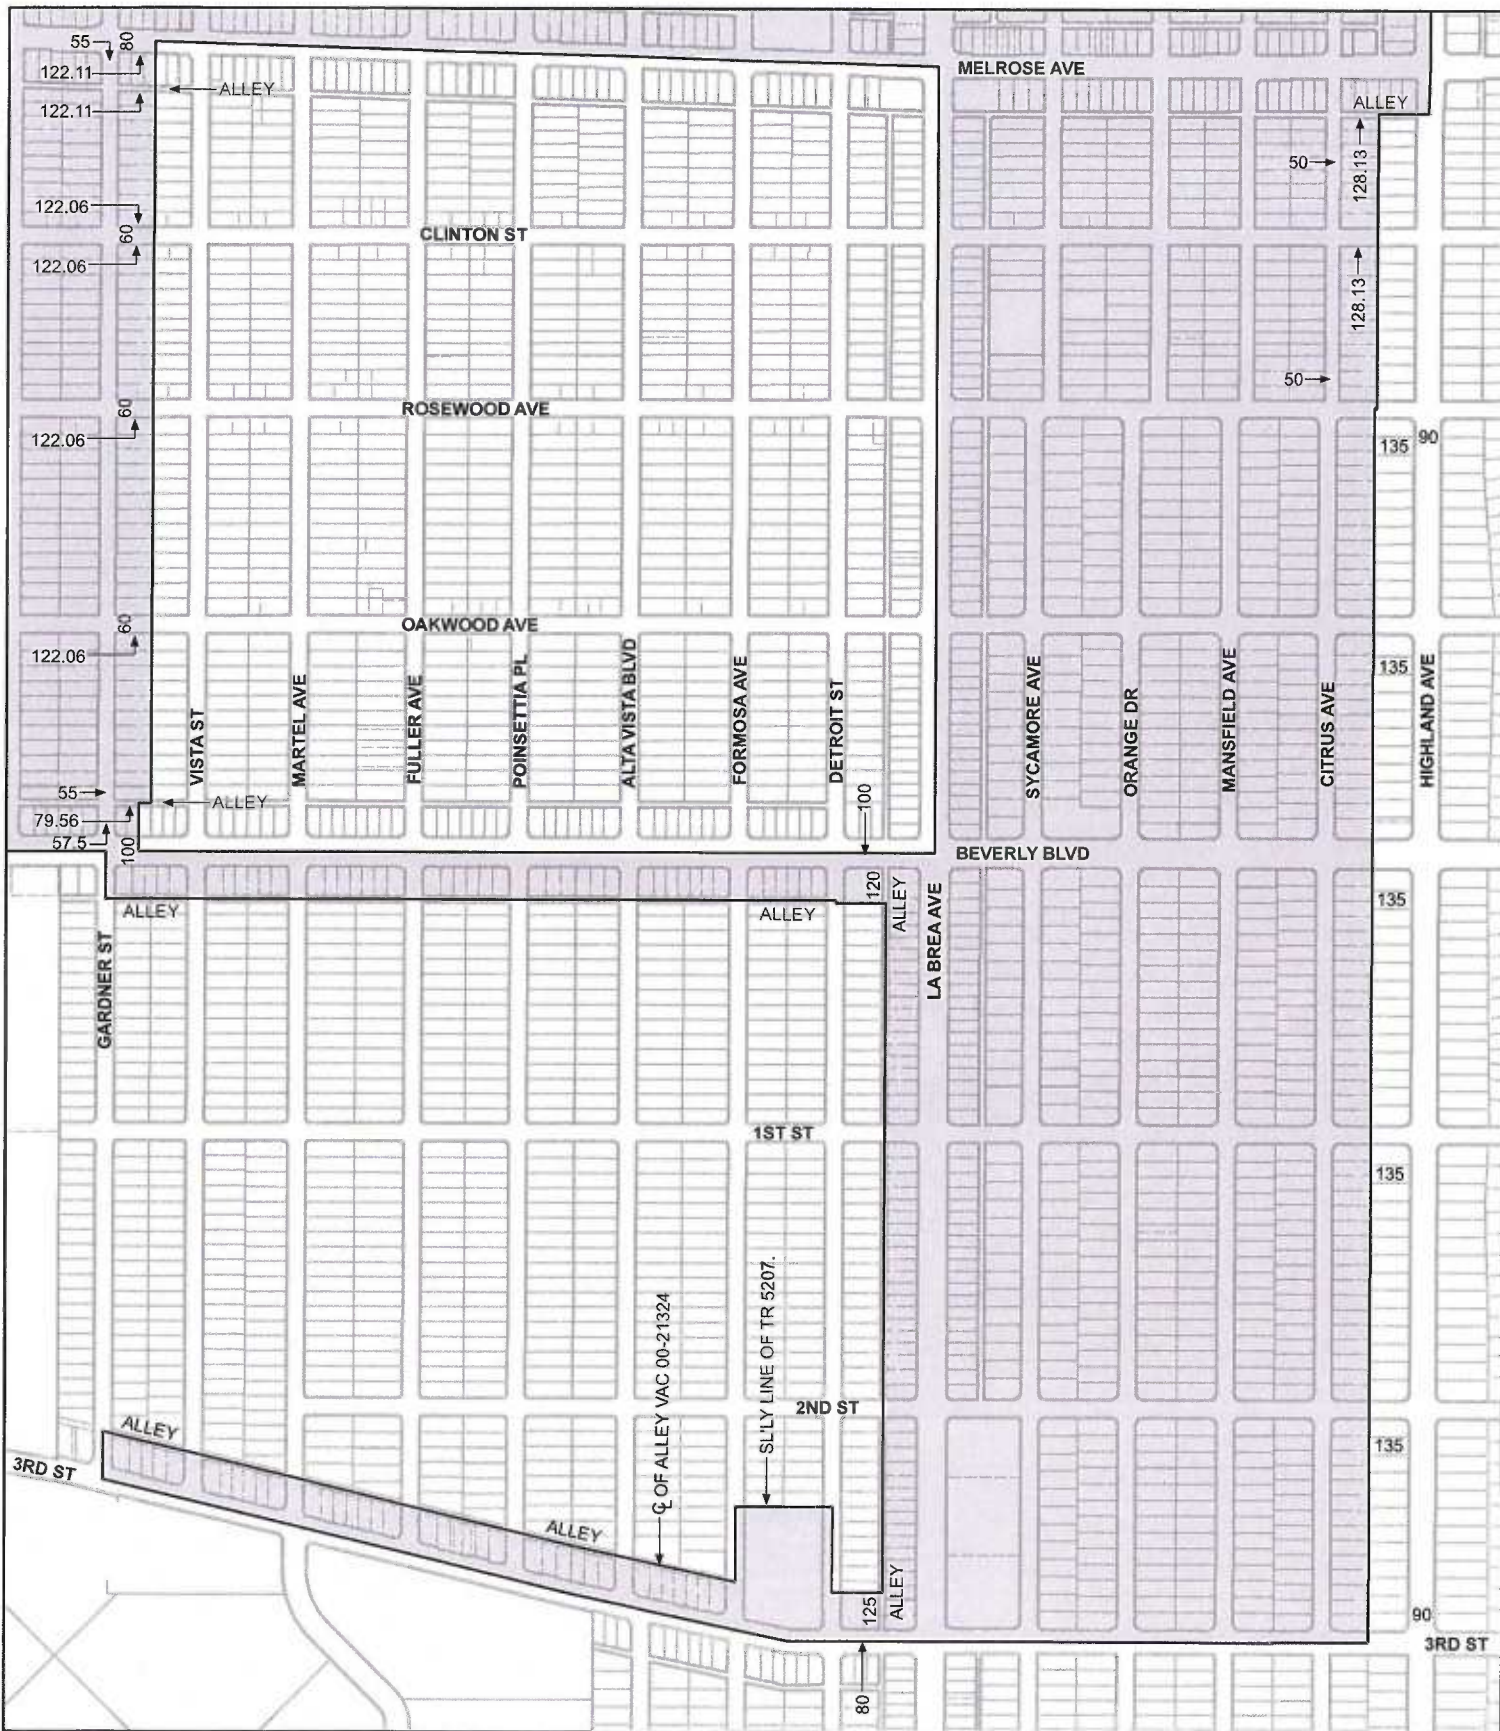 55
80
122.11
MELROSE AVE
ALLEY
ALLEY
122.11
50
128.13
122.06
60
CLINTON ST
122.06
128.13
50
60
ROSEWOOD AVE
122.06
135
90
60
OAKWOOD AVE
122.06
135
VISTA ST
MARTEL AVE
FULLER AVE
POINSETTIA PL
ALTA VISTA BLVD
FORMOSA AVE
DETROIT ST
SYCAMORE AVE
ORANGE DR
MANSFIELD AVE
CITRUS AVE
HIGHLAND AVE
55
ALLEY
100
79.56
57.5
100
BEVERLY BLVD
120
ALLEY
LA BREA AVE
135
ALLEY
ALLEY
GARDNER ST
1ST ST
135
℄ OF ALLEY VAC 00-21324
SL'LY LINE OF TR 5207.
2ND ST
ALLEY
135
3RD ST
ALLEY
125
ALLEY
90
3RD ST
80